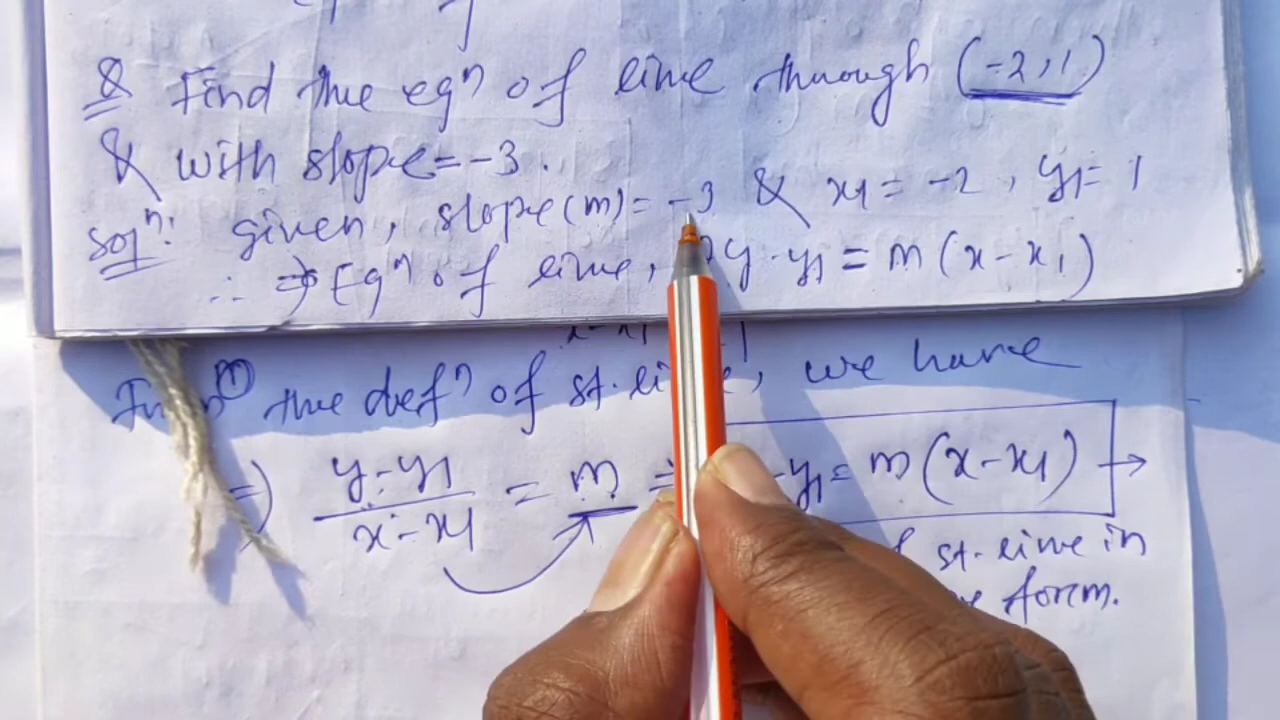 Q Find the eqⁿ of line through (-2,1)
& with slope = -3.
Solⁿ: given, slope(m) = -3 & x₁ = -2, y₁ = 1
∴ ⇒ Eqⁿ of line, y-y₁ = m(x-x₁)
From ① the defⁿ of st. line, we have
⇒) y-y₁ / x-x₁ = m ⇒ y-y₁ = m(x-x₁) →
st. line in
form.